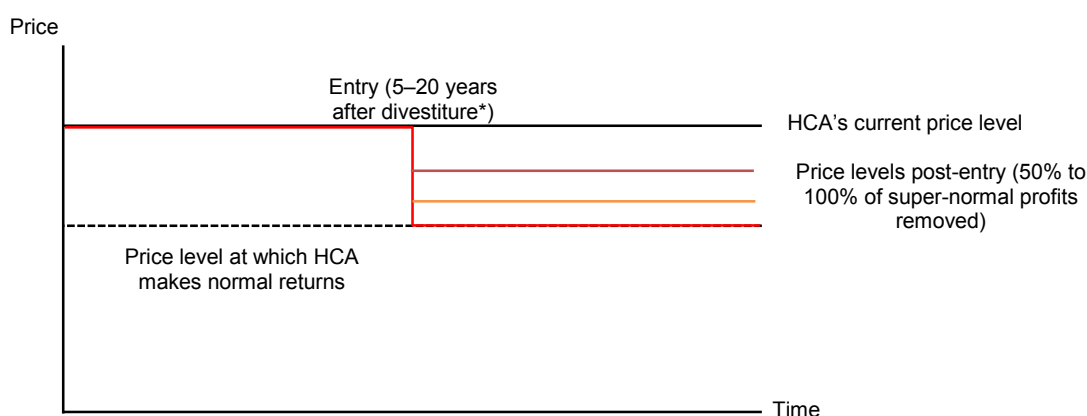 Price
Entry (5–20 years
after divestiture*)
HCA's current price level
Price levels post-entry (50% to
100% of super-normal profits
removed)
Price level at which HCA
makes normal returns
Time